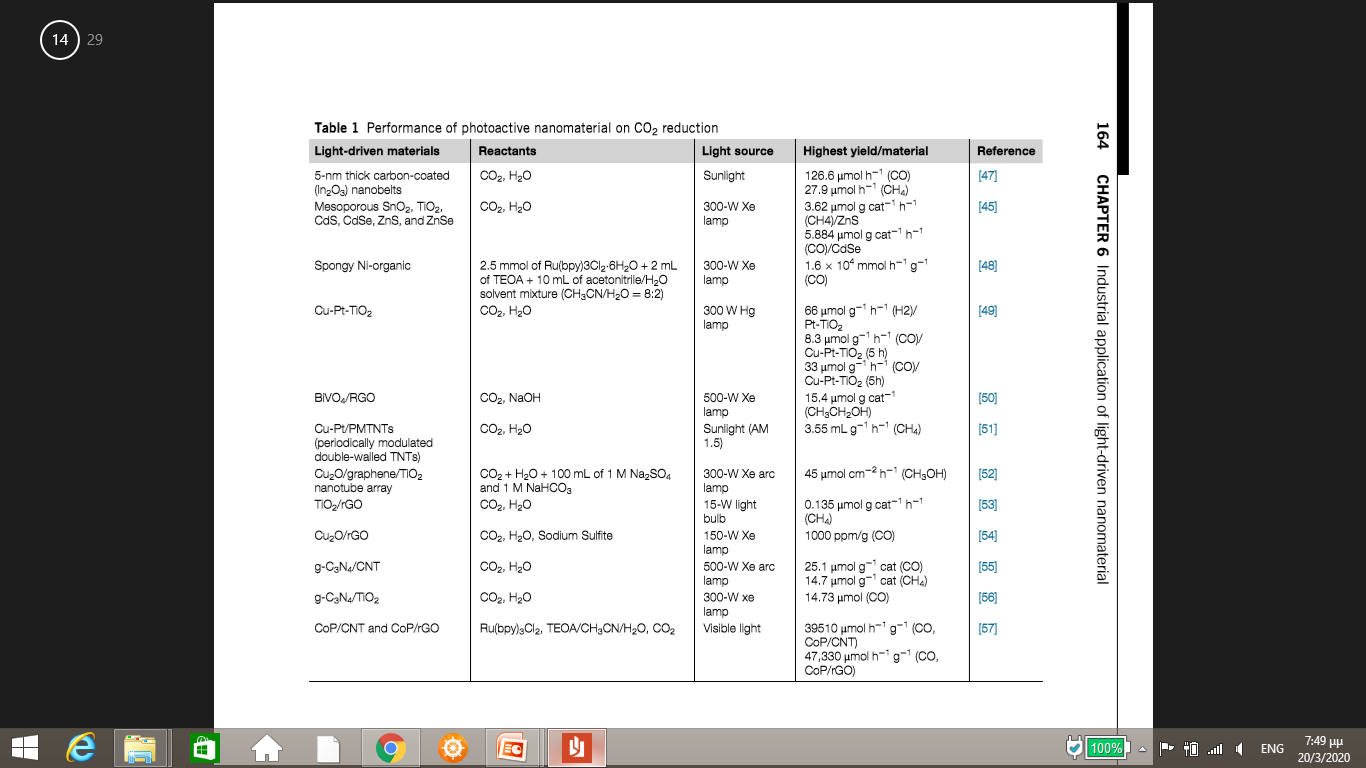 14 29
Table 1 Performance of photoactive nanomaterial on CO₂ reduction
Light-driven materials Reactants Light source Highest yield/material Reference
5-nm thick carbon-coated CO₂, H₂O Sunlight 126.6 μmol h⁻¹ (CO) [47]
(In₂O₃) nanobelts 27.9 μmol h⁻¹ (CH₄)
Mesoporous SnO₂, TiO₂, CO₂, H₂O 300-W Xe 3.62 μmol g cat⁻¹ h⁻¹ [45]
CdS, CdSe, ZnS, and ZnSe lamp (CH4)/ZnS
5.884 μmol g cat⁻¹ h⁻¹
(CO)/CdSe
Spongy Ni-organic 2.5 mmol of Ru(bpy)3Cl₂·6H₂O + 2 mL 300-W Xe 1.6 × 10⁴ mmol h⁻¹ g⁻¹ [48]
of TEOA + 10 mL of acetonitrile/H₂O lamp (CO)
solvent mixture (CH₃CN/H₂O = 8:2)
Cu-Pt-TiO₂ CO₂, H₂O 300 W Hg 66 μmol g⁻¹ h⁻¹ (H2)/ [49]
lamp Pt-TiO₂
8.3 μmol g⁻¹ h⁻¹ (CO)/
Cu-Pt-TiO₂ (5 h)
33 μmol g⁻¹ h⁻¹ (CO)/
Cu-Pt-TiO₂ (5h)
BiVO₄/RGO CO₂, NaOH 500-W Xe 15.4 μmol g cat⁻¹ [50]
lamp (CH₃CH₂OH)
Cu-Pt/PMTNTs CO₂, H₂O Sunlight (AM 3.55 mL g⁻¹ h⁻¹ (CH₄) [51]
(periodically modulated 1.5)
double-walled TNTs)
Cu₂O/graphene/TiO₂ CO₂ + H₂O + 100 mL of 1 M Na₂SO₄ 300-W Xe arc 45 μmol cm⁻² h⁻¹ (CH₃OH) [52]
nanotube array and 1 M NaHCO₃ lamp
TiO₂/rGO CO₂, H₂O 15-W light 0.135 μmol g cat⁻¹ h⁻¹ [53]
bulb (CH₄)
Cu₂O/rGO CO₂, H₂O, Sodium Sulfite 150-W Xe 1000 ppm/g (CO) [54]
lamp
g-C₃N₄/CNT CO₂, H₂O 500-W Xe arc 25.1 μmol g⁻¹ cat (CO) [55]
lamp 14.7 μmol g⁻¹ cat (CH₄)
g-C₃N₄/TiO₂ CO₂, H₂O 300-W xe 14.73 μmol (CO) [56]
lamp
CoP/CNT and CoP/rGO Ru(bpy)₃Cl₂, TEOA/CH₃CN/H₂O, CO₂ Visible light 39510 μmol h⁻¹ g⁻¹ (CO, [57]
CoP/CNT)
47,330 μmol h⁻¹ g⁻¹ (CO,
CoP/rGO)
164 CHAPTER 6 Industrial application of light-driven nanomaterial
100% ENG 7:49 μμ
20/3/2020